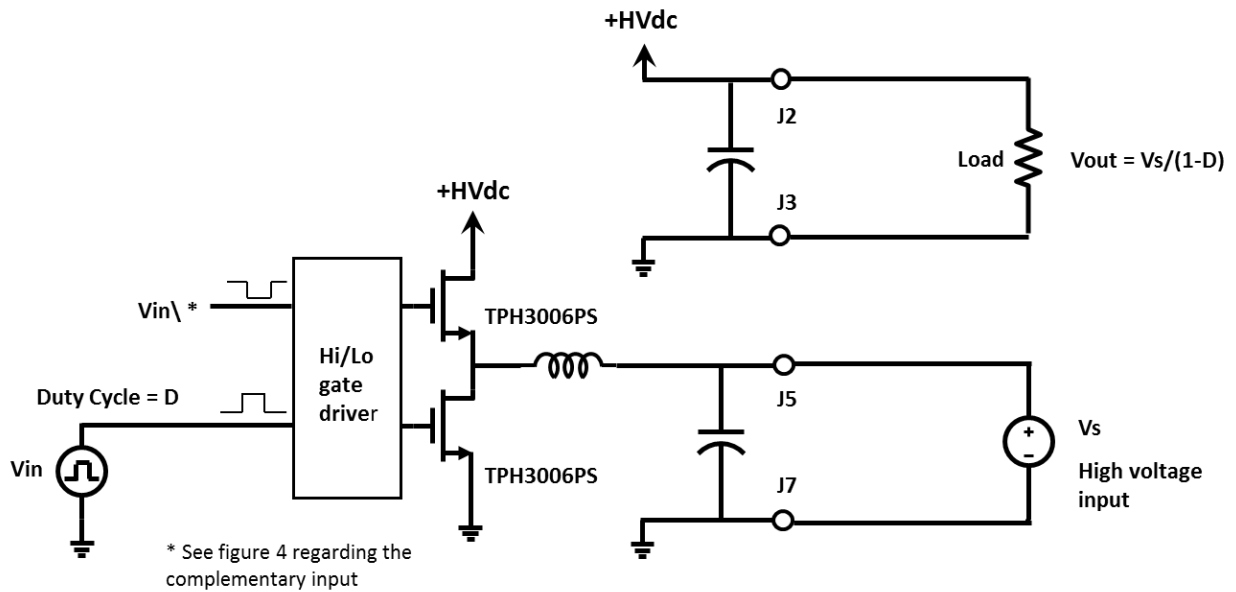 +HVdc
J2
Load
Vout = Vs/(1-D)
J3
+HVdc
Vin\ *
TPH3006PS
Hi/Lo
gate
driver
Duty Cycle = D
J5
+
-
Vs
Vin
TPH3006PS
J7
High voltage
input
* See figure 4 regarding the
complementary input